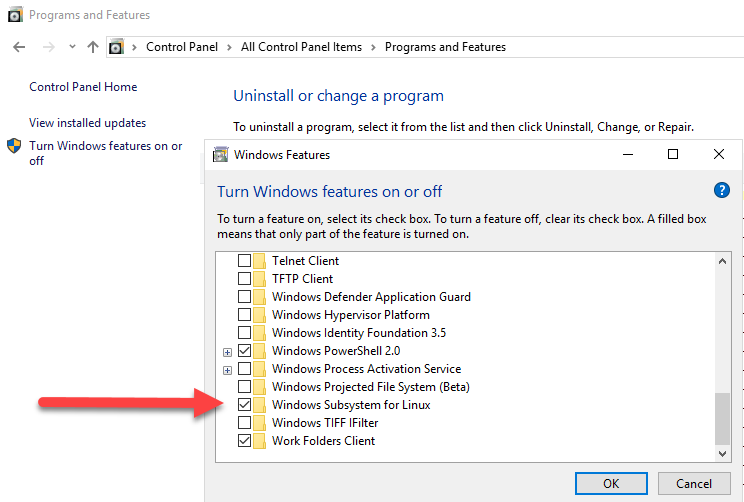 Programs and Features
Control Panel > All Control Panel Items > Programs and Features
Control Panel Home
View installed updates
Turn Windows features on or
off
Uninstall or change a program
To uninstall a program, select it from the list and then click Uninstall, Change, or Repair.
Windows Features
Turn Windows features on or off
?
To turn a feature on, select its check box. To turn a feature off, clear its check box. A filled box
means that only part of the feature is turned on.
Telnet Client
TFTP Client
Windows Defender Application Guard
Windows Hypervisor Platform
Windows Identity Foundation 3.5
Windows PowerShell 2.0
Windows Process Activation Service
Windows Projected File System (Beta)
Windows Subsystem for Linux
Windows TIFF IFilter
Work Folders Client
OK
Cancel